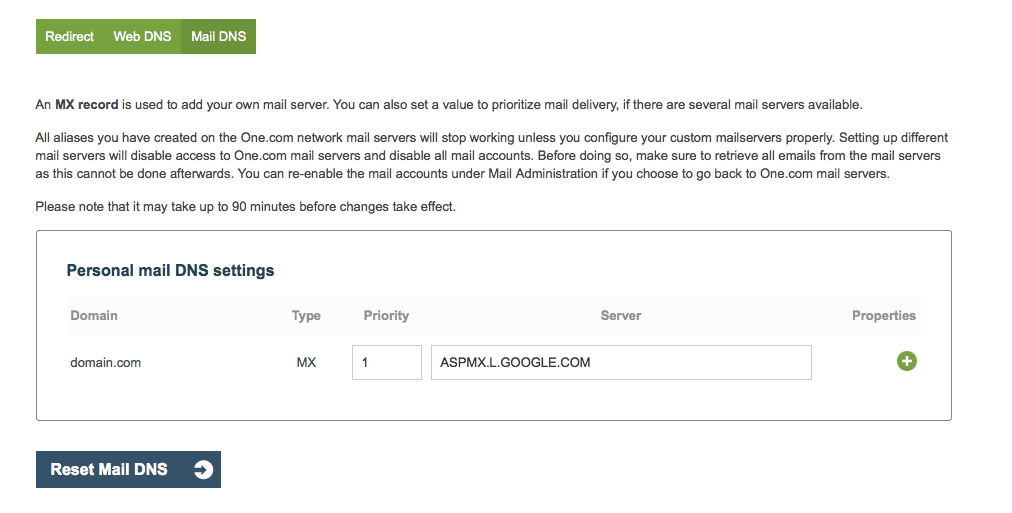 Redirect Web DNS Mail DNS
An MX record is used to add your own mail server. You can also set a value to prioritize mail delivery, if there are several mail servers available.
All aliases you have created on the One.com network mail servers will stop working unless you configure your custom mailservers properly. Setting up different
mail servers will disable access to One.com mail servers and disable all mail accounts. Before doing so, make sure to retrieve all emails from the mail servers
as this cannot be done afterwards. You can re-enable the mail accounts under Mail Administration if you choose to go back to One.com mail servers.
Please note that it may take up to 90 minutes before changes take effect.
Personal mail DNS settings
Domain Type Priority Server Properties
domain.com MX 1 ASPMX.L.GOOGLE.COM
Reset Mail DNS